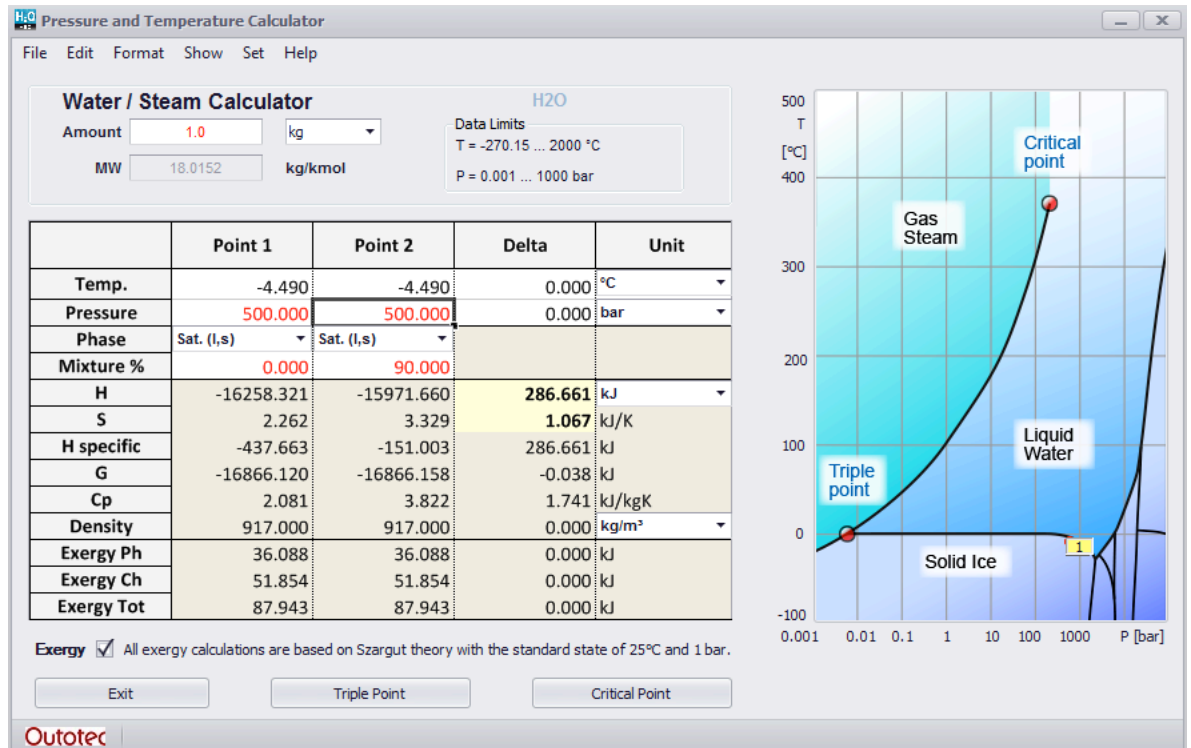 Pressure and Temperature Calculator
File Edit Format Show Set Help
Water / Steam Calculator
H2O
Amount 1.0 kg
MW 18.0152 kg/kmol
Data Limits
T = -270.15 ... 2000 °C
P = 0.001 ... 1000 bar
Point 1 Point 2 Delta Unit
Temp. -4.490 -4.490 0.000 °C
Pressure 500.000 500.000 0.000 bar
Phase Sat. (l,s) Sat. (l,s)
Mixture % 0.000 90.000
H -16258.321 -15971.660 286.661 kJ
S 2.262 3.329 1.067 kJ/K
H specific -437.663 -151.003 286.661 kJ
G -16866.120 -16866.158 -0.038 kJ
Cp 2.081 3.822 1.741 kJ/kgK
Density 917.000 917.000 0.000 kg/m³
Exergy Ph 36.088 36.088 0.000 kJ
Exergy Ch 51.854 51.854 0.000 kJ
Exergy Tot 87.943 87.943 0.000 kJ
Exergy All exergy calculations are based on Szargut theory with the standard state of 25°C and 1 bar.
Exit Triple Point Critical Point
Outotec
500
T
[°C]
400
300
200
100
0
-100
Critical
point
Gas
Steam
Liquid
Water
Triple
point
1
Solid Ice
0.001 0.01 0.1 1 10 100 1000 P [bar]